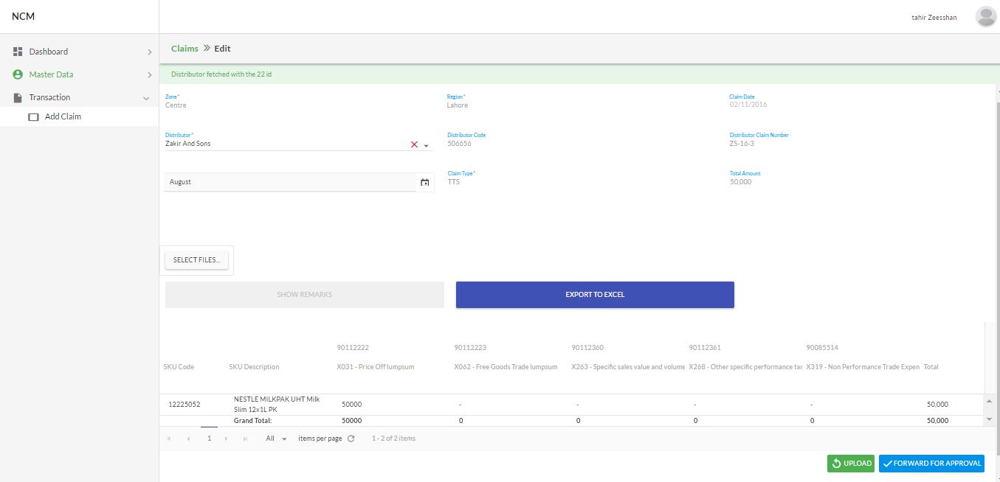 NCM
tahir Zeesshan
Dashboard
Master Data
Transaction
Add Claim
Claims » Edit
Distributor fetched with the 22 id
Zone*
Centre
Region*
Lahore
Claim Date
02/11/2016
Distributor*
Zakir And Sons
Distributor Code
506656
Distributor Claim Number
ZS-16-3
August
Claim Type*
TTS
Total Amount
50,000
SELECT FILES...
SHOW REMARKS
EXPORT TO EXCEL
90112222 90112223 90112360 90112361 90085514
SKU Code SKU Description X031 - Price Off lumpsum X062 - Free Goods Trade lumpsum X263 - Specific sales value and volume X268 - Other specific performance tar X319 - Non Performance Trade Expen Total
12225052 NESTLE MILKPAK UHT Milk Slim 12x1L PK 50000 - - - - 50,000
Grand Total: 50000 0 0 0 0 50,000
1 All items per page 1 - 2 of 2 items
UPLOAD FORWARD FOR APPROVAL